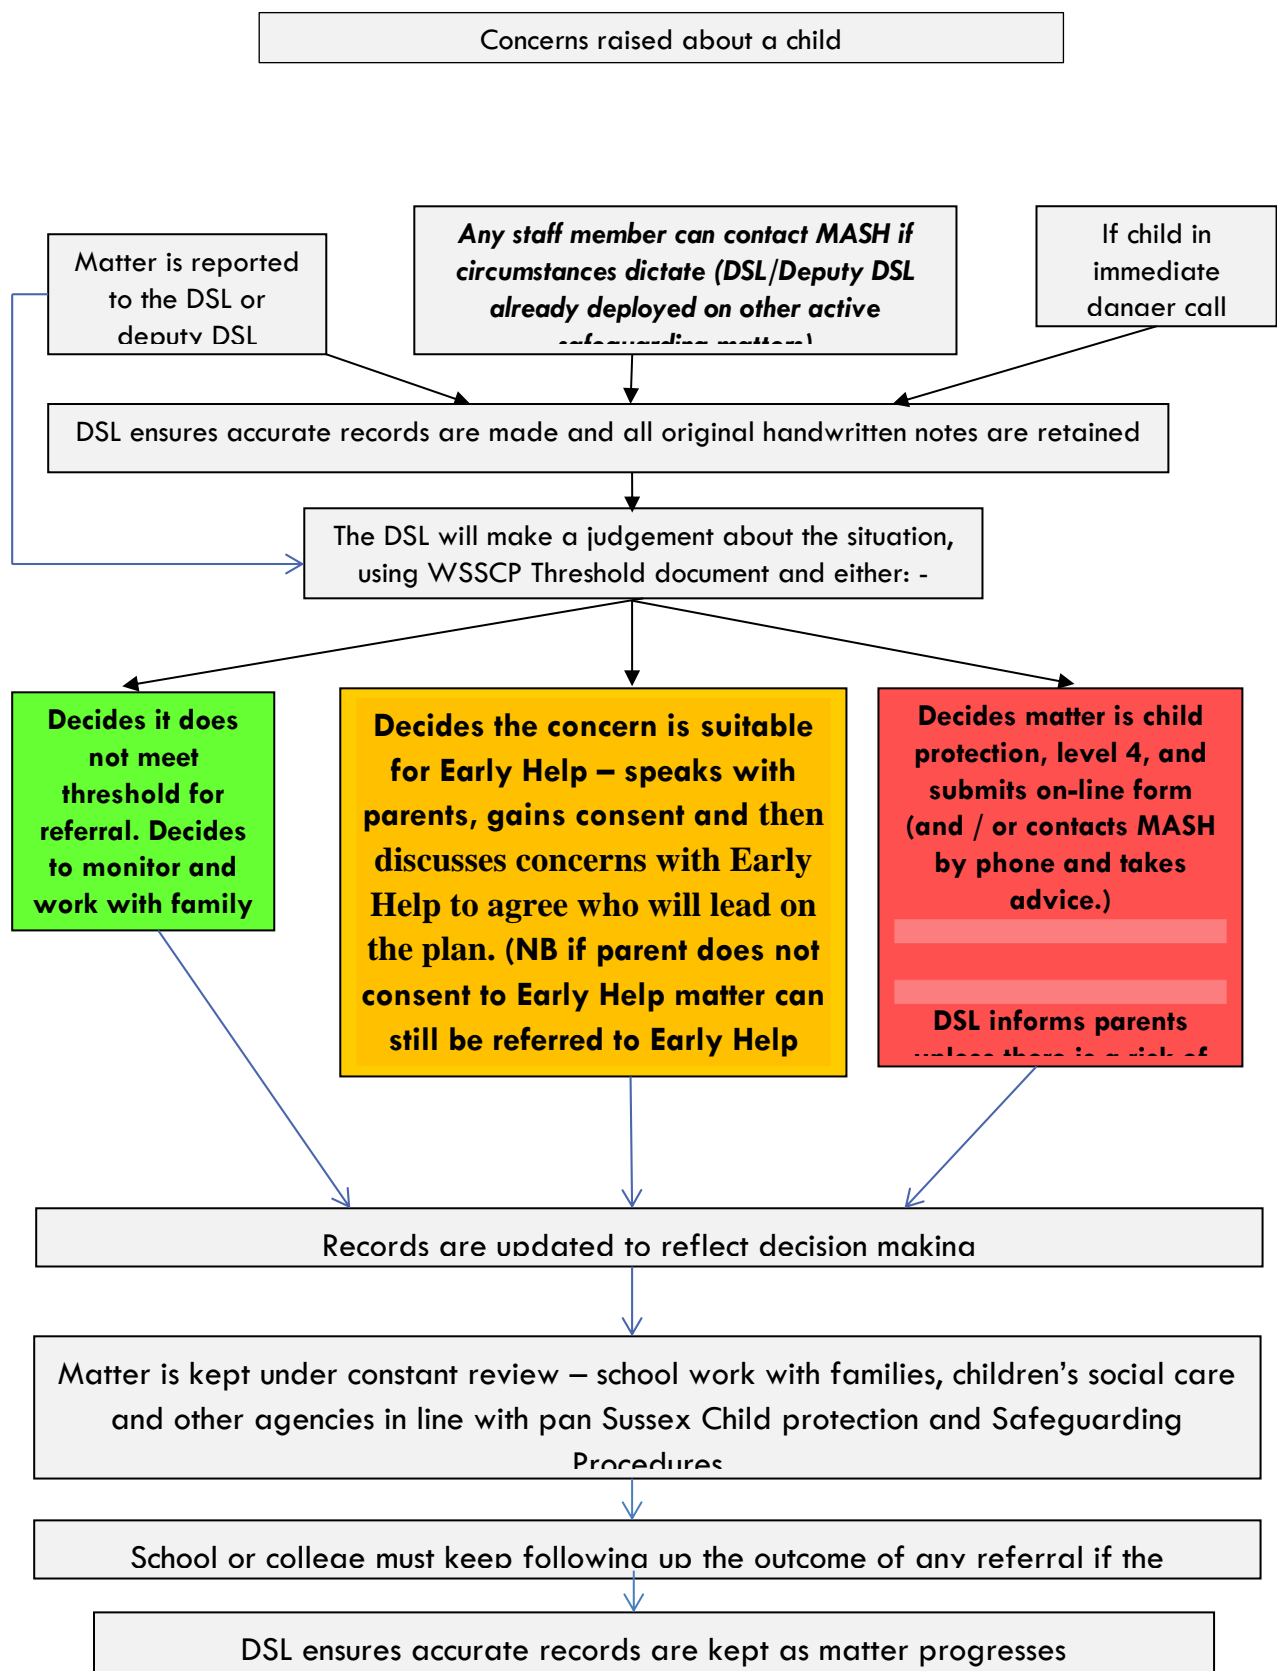 Concerns raised about a child
Matter is reported
to the DSL or
deputy DSL
Any staff member can contact MASH if
circumstances dictate (DSL/Deputy DSL
already deployed on other active
safeguarding matters)
If child in
immediate
danger call
DSL ensures accurate records are made and all original handwritten notes are retained
The DSL will make a judgement about the situation,
using WSSCP Threshold document and either: -
Decides it does
not meet
threshold for
referral. Decides
to monitor and
work with family
Decides the concern is suitable
for Early Help – speaks with
parents, gains consent and then
discusses concerns with Early
Help to agree who will lead on
the plan. (NB if parent does not
consent to Early Help matter can
still be referred to Early Help
Decides matter is child
protection, level 4, and
submits on-line form
(and / or contacts MASH
by phone and takes
advice.)
DSL informs parents
unless there is a risk of
Records are updated to reflect decision making
Matter is kept under constant review – school work with families, children’s social care
and other agencies in line with pan Sussex Child protection and Safeguarding
Procedures
School or college must keep following up the outcome of any referral if the
DSL ensures accurate records are kept as matter progresses